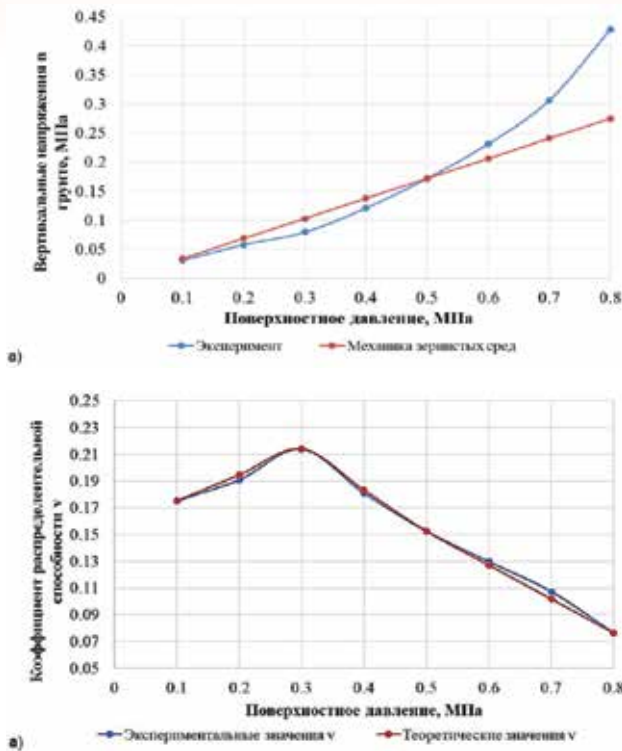 0.45
0.4
0.35
0.3
0.25
0.2
0.15
0.1
0.05
0
Вертикальные напряжения в
грунте, МПа
0 0.1 0.2 0.3 0.4 0.5 0.6 0.7 0.8
Поверхностное давление, МПа
Эксперимент Механика зернистых сред
а)
0.25
0.23
0.21
0.19
0.17
0.15
0.13
0.11
0.09
0.07
0.05
Коэффициент распределительной
способности ν
0 0.1 0.2 0.3 0.4 0.5 0.6 0.7 0.8
Поверхностное давление, МПа
Экспериментальные значения ν Теоретические значения ν
а)